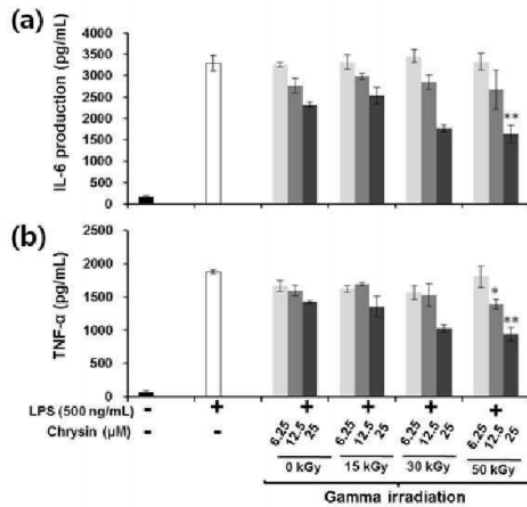 (a)
IL-6 production (pg/mL)
4000
3500
3000
2500
2000
1500
1000
500
0
**
(b)
TNF-α (pg/mL)
2500
2000
1500
1000
500
0
*
**
LPS (500 ng/mL) - + + + + +
Chrysin (μM) - - 6.25 12.5 25 6.25 12.5 25 6.25 12.5 25 6.25 12.5 25
0 kGy 15 kGy 30 kGy 50 kGy
Gamma irradiation